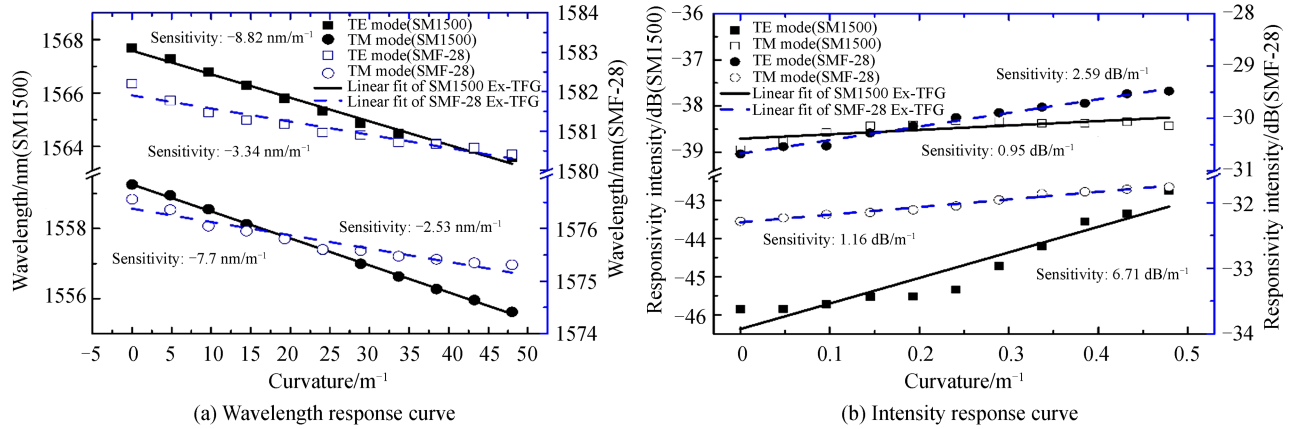 1568
1566
1564
1558
1556
Wavelength/nm(SM1500)
Sensitivity: −8.82 nm/m⁻¹
TE mode(SM1500)
TM mode(SM1500)
TE mode(SMF-28)
TM mode(SMF-28)
Linear fit of SM1500 Ex-TFG
Linear fit of SMF-28 Ex-TFG
Sensitivity: −3.34 nm/m⁻¹
Sensitivity: −2.53 nm/m⁻¹
Sensitivity: −7.7 nm/m⁻¹
1584
1583
1582
1581
1580
1578
1576
1575
1574
Wavelength/nm(SMF-28)
−5 0 5 10 15 20 25 30 35 40 45 50
Curvature/m⁻¹
(a) Wavelength response curve
−36
−38
−39
−43
−44
−45
−46
Responsivity intensity/dB(SM1500)
TE mode(SM1500)
TM mode(SM1500)
TE mode(SMF-28)
TM mode(SMF-28)
Linear fit of SM1500 Ex-TFG
Linear fit of SMF-28 Ex-TFG
Sensitivity: 2.59 dB/m⁻¹
Sensitivity: 0.95 dB/m⁻¹
Sensitivity: 1.16 dB/m⁻¹
Sensitivity: 6.71 dB/m⁻¹
−28
−29
−30
−31
−32
−33
−34
Responsivity intensity/dB(SMF-28)
0 0.1 0.2 0.3 0.4 0.5
Curvature/m⁻¹
(b) Intensity response curve